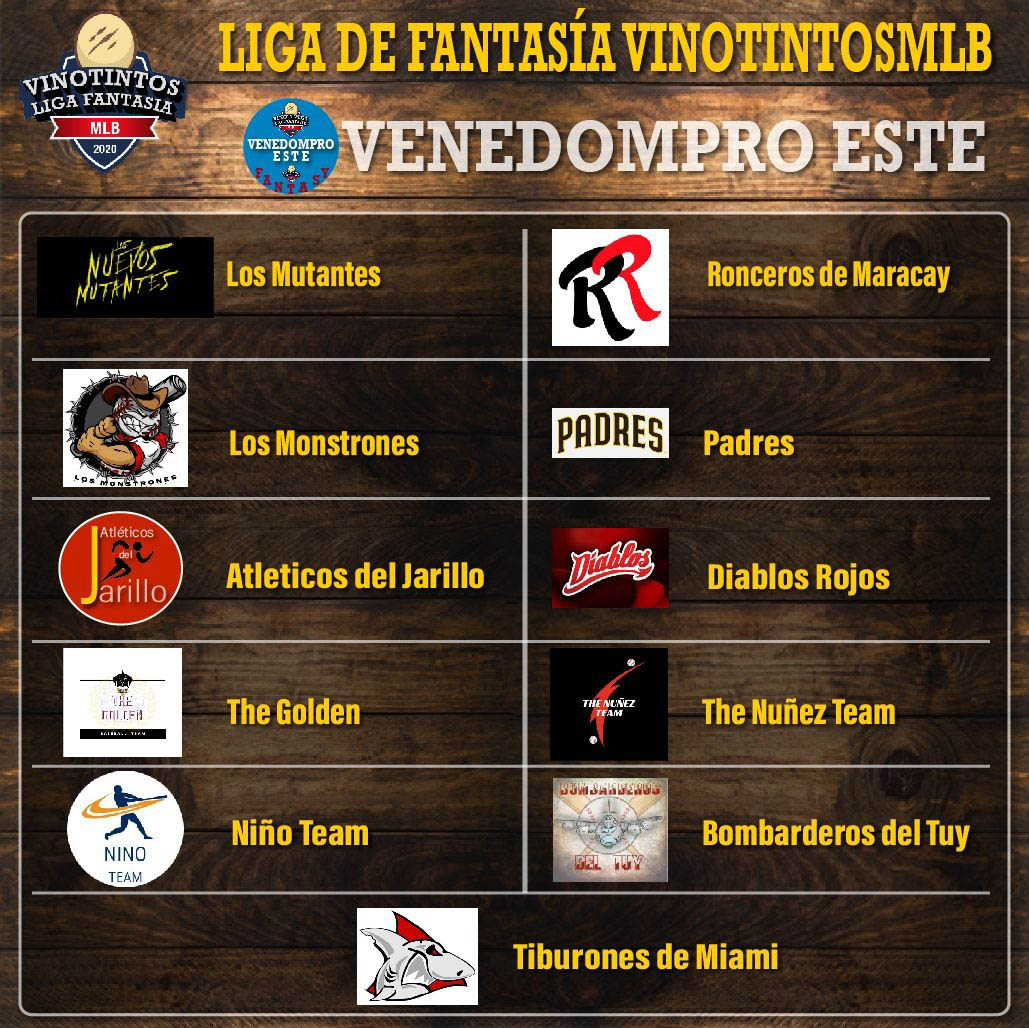 LIGA DE FANTASÍA VINOTINTOSMLB
VINOTINTOS
LIGA FANTASIA
MLB
2020
VENEDOMPRO
ESTE
FANTASY
VENEDOMPRO ESTE
LOS
NUEVOS
MUTANTES
Los Mutantes
RR
Ronceros de Maracay
LOS MONSTRONES
Los Monstrones
PADRES
Padres
Atléticos
del
Jarillo
Atleticos del Jarillo
Diablos
Diablos Rojos
THE
GOLDEN
BASEBALL TEAM
The Golden
THE NUÑEZ
TEAM
The Nuñez Team
NINO
TEAM
Niño Team
BOMBARDEROS
DEL TUY
Bombarderos del Tuy
Tiburones de Miami